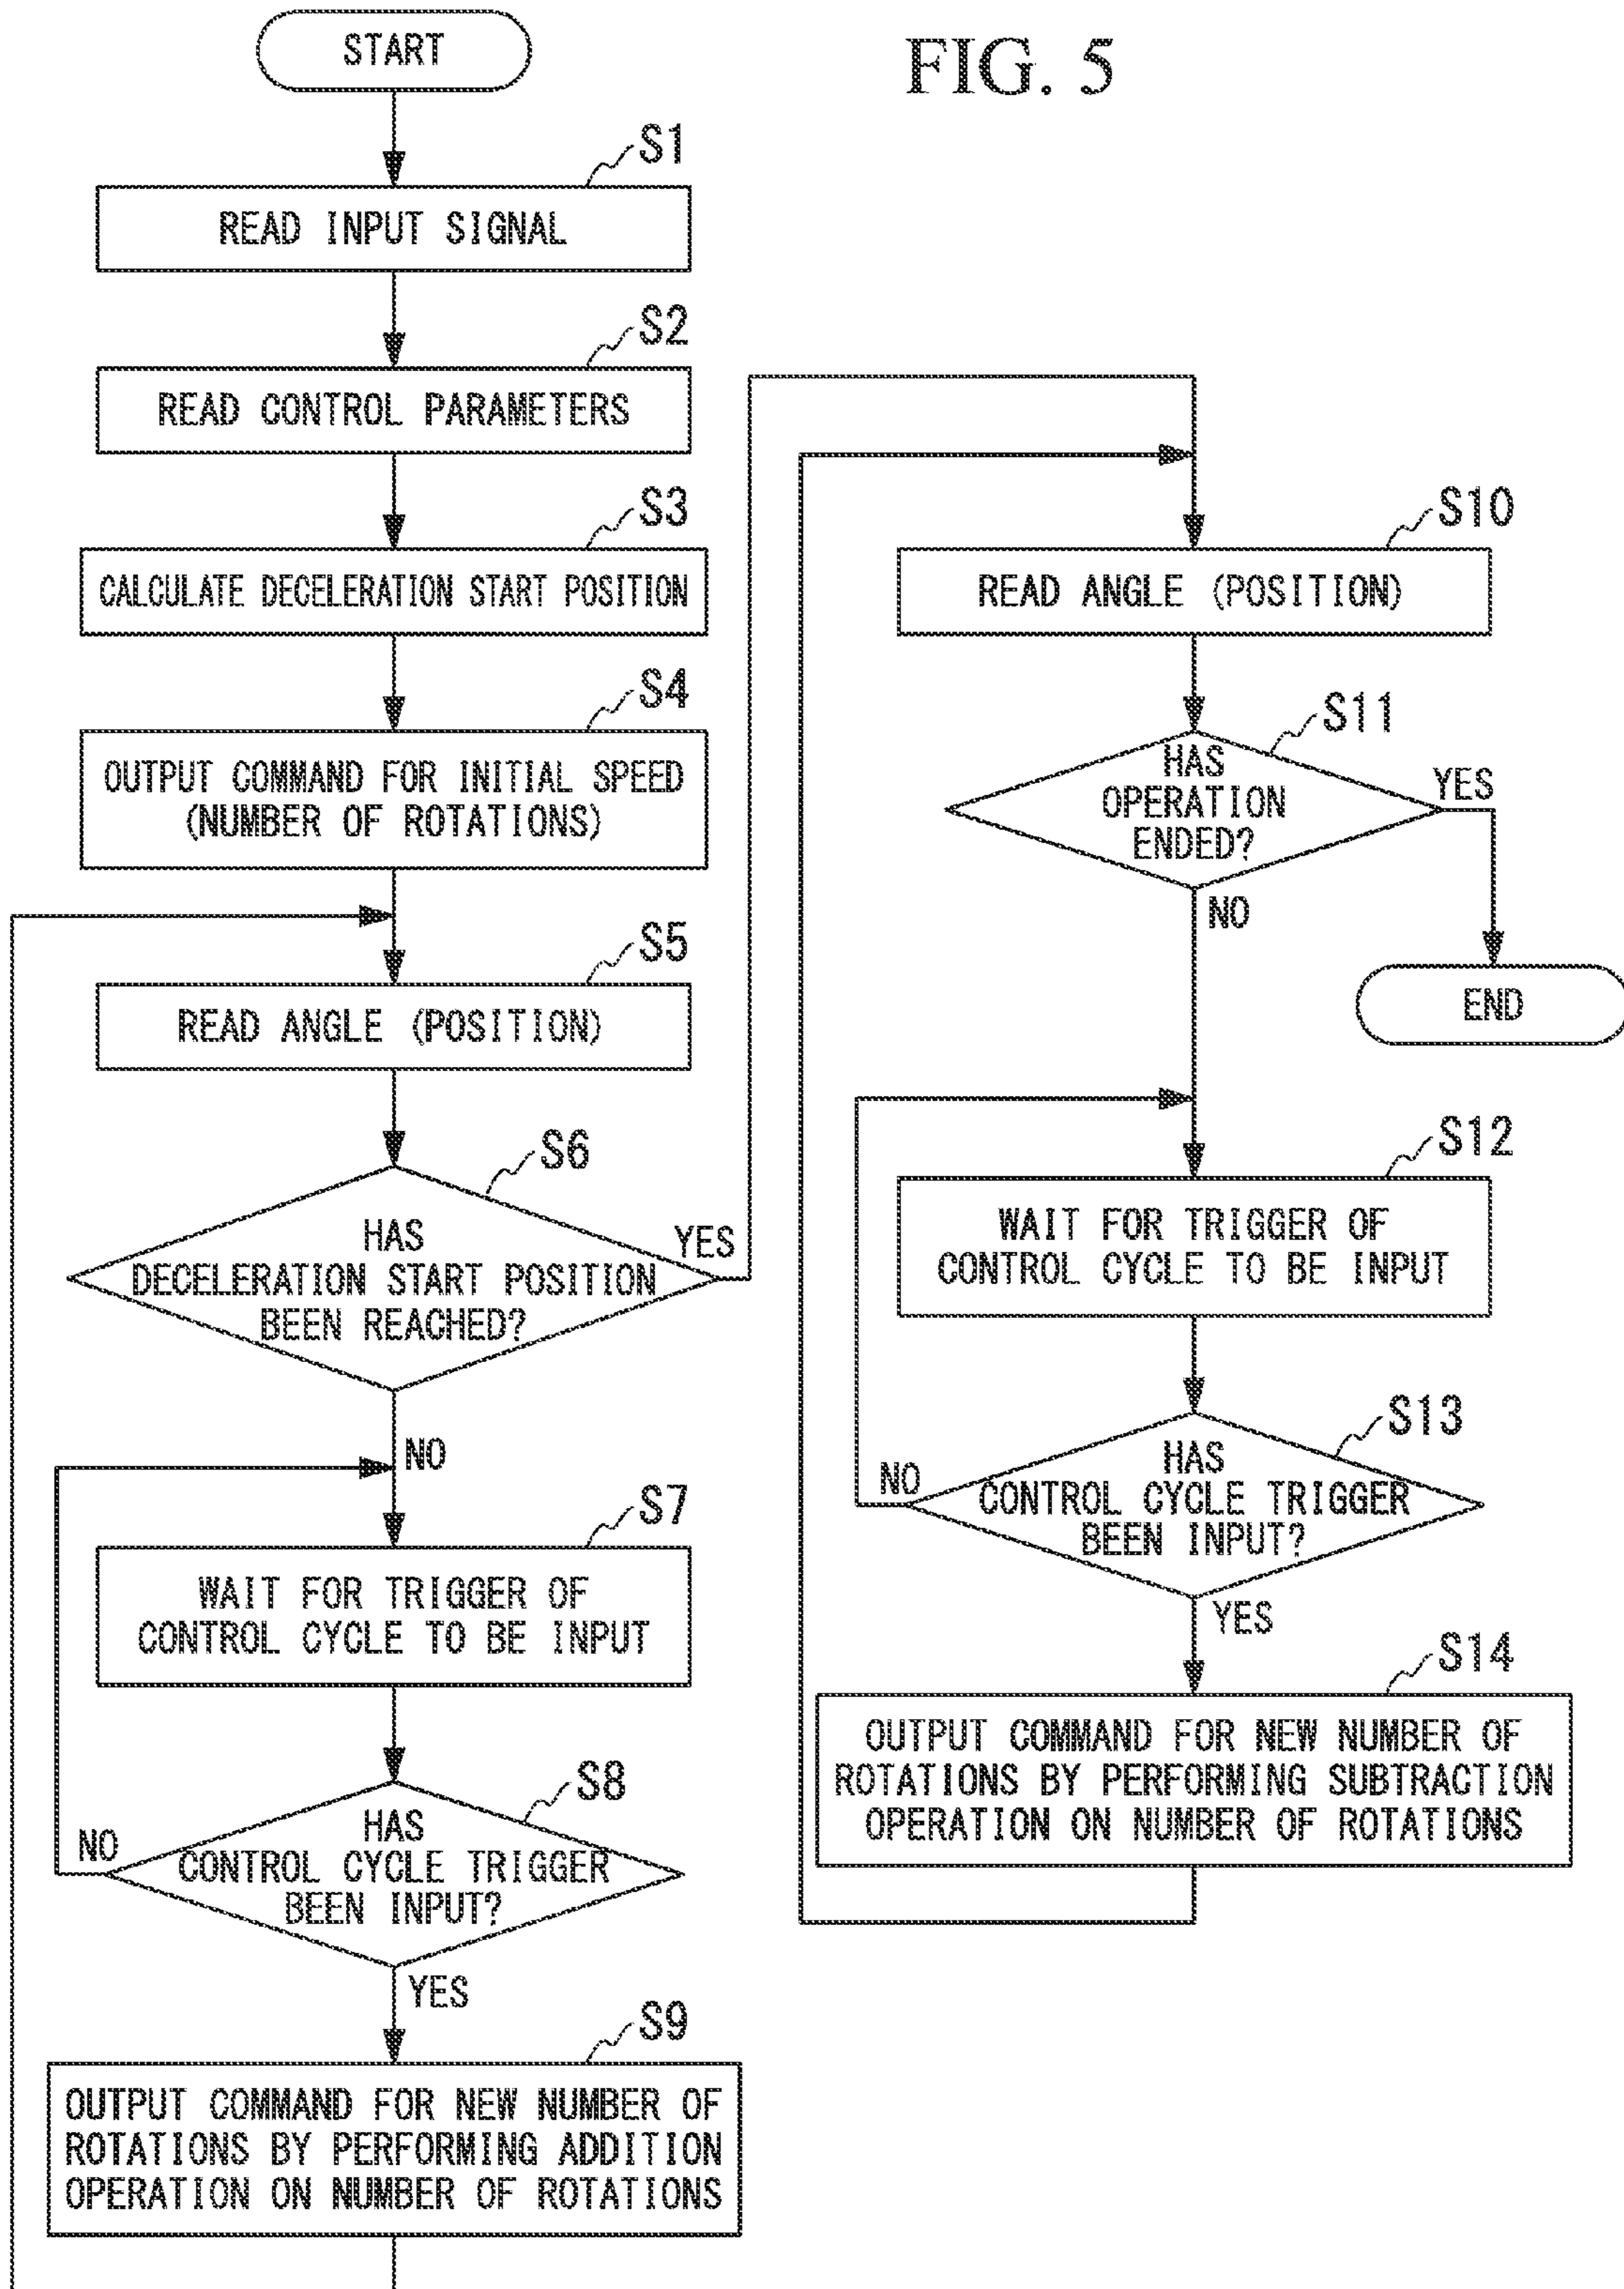 FIG. 5
START
S1
READ INPUT SIGNAL
S2
READ CONTROL PARAMETERS
S3
CALCULATE DECELERATION START POSITION
S4
OUTPUT COMMAND FOR INITIAL SPEED
(NUMBER OF ROTATIONS)
S5
READ ANGLE (POSITION)
S6
HAS
DECELERATION START POSITION
BEEN REACHED?
YES
NO
S7
WAIT FOR TRIGGER OF
CONTROL CYCLE TO BE INPUT
S8
HAS
CONTROL CYCLE TRIGGER
BEEN INPUT?
NO
YES
S9
OUTPUT COMMAND FOR NEW NUMBER OF
ROTATIONS BY PERFORMING ADDITION
OPERATION ON NUMBER OF ROTATIONS
S10
READ ANGLE (POSITION)
S11
HAS
OPERATION
ENDED?
YES
NO
END
S12
WAIT FOR TRIGGER OF
CONTROL CYCLE TO BE INPUT
S13
HAS
CONTROL CYCLE TRIGGER
BEEN INPUT?
NO
YES
S14
OUTPUT COMMAND FOR NEW NUMBER OF
ROTATIONS BY PERFORMING SUBTRACTION
OPERATION ON NUMBER OF ROTATIONS